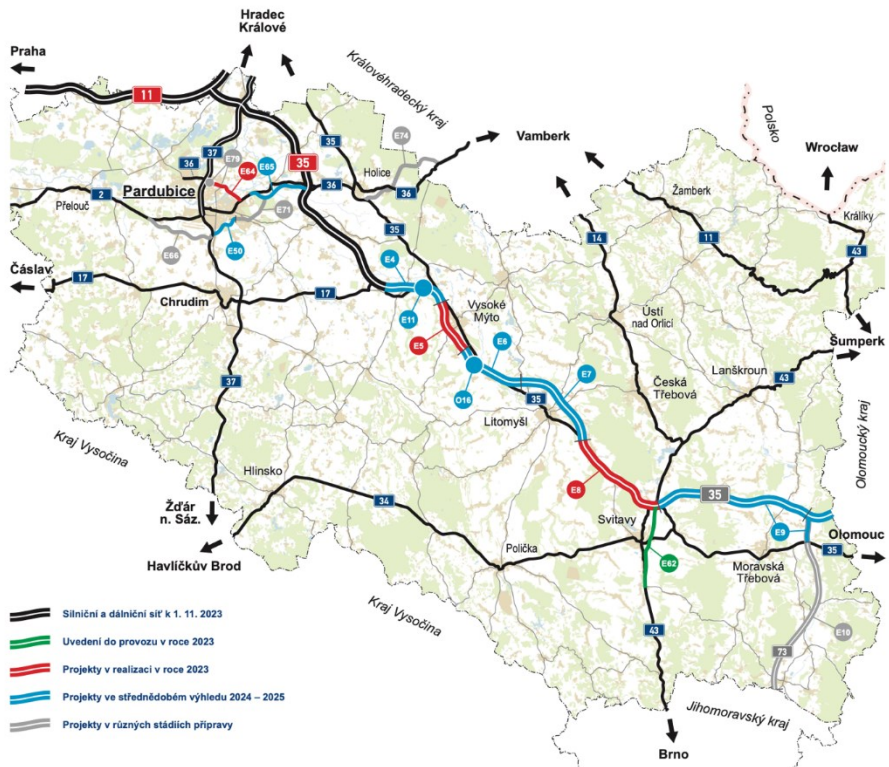 Hradec
Králové
Praha
Královéhradecký kraj
11
Vamberk
Polsko
Wrocław
E74
35
37
E79
36
E64
E65
35
Holice
36
36
Pardubice
2
Přelouč
Žamberk
Králíky
11
E71
35
43
E66
E50
14
Čáslav
17
E4
Chrudim
17
E11
Vysoké
Mýto
Ústí
nad Orlicí
Šumperk
E5
E6
43
Lanškroun
37
E7
O16
35
Česká
Třebová
Litomyšl
Olomoucký kraj
Kraj Vysočina
Hlinsko
E8
35
Žďár
n. Sáz.
34
Svitavy
E9
Olomouc
35
Havlíčkův Brod
Polička
E62
Moravská
Třebová
Kraj Vysočina
43
E10
73
Jihomoravský kraj
Brno
Silniční a dálniční síť k 1. 11. 2023
Uvedení do provozu v roce 2023
Projekty v realizaci v roce 2023
Projekty ve střednědobém výhledu 2024 – 2025
Projekty v různých stádiích přípravy